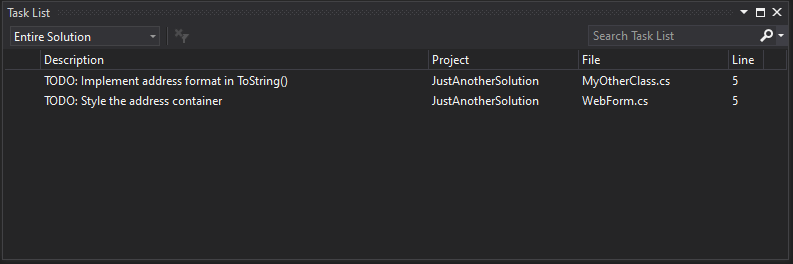 Task List
Entire Solution
Search Task List
Description Project File Line
TODO: Implement address format in ToString() JustAnotherSolution MyOtherClass.cs 5
TODO: Style the address container JustAnotherSolution WebForm.cs 5